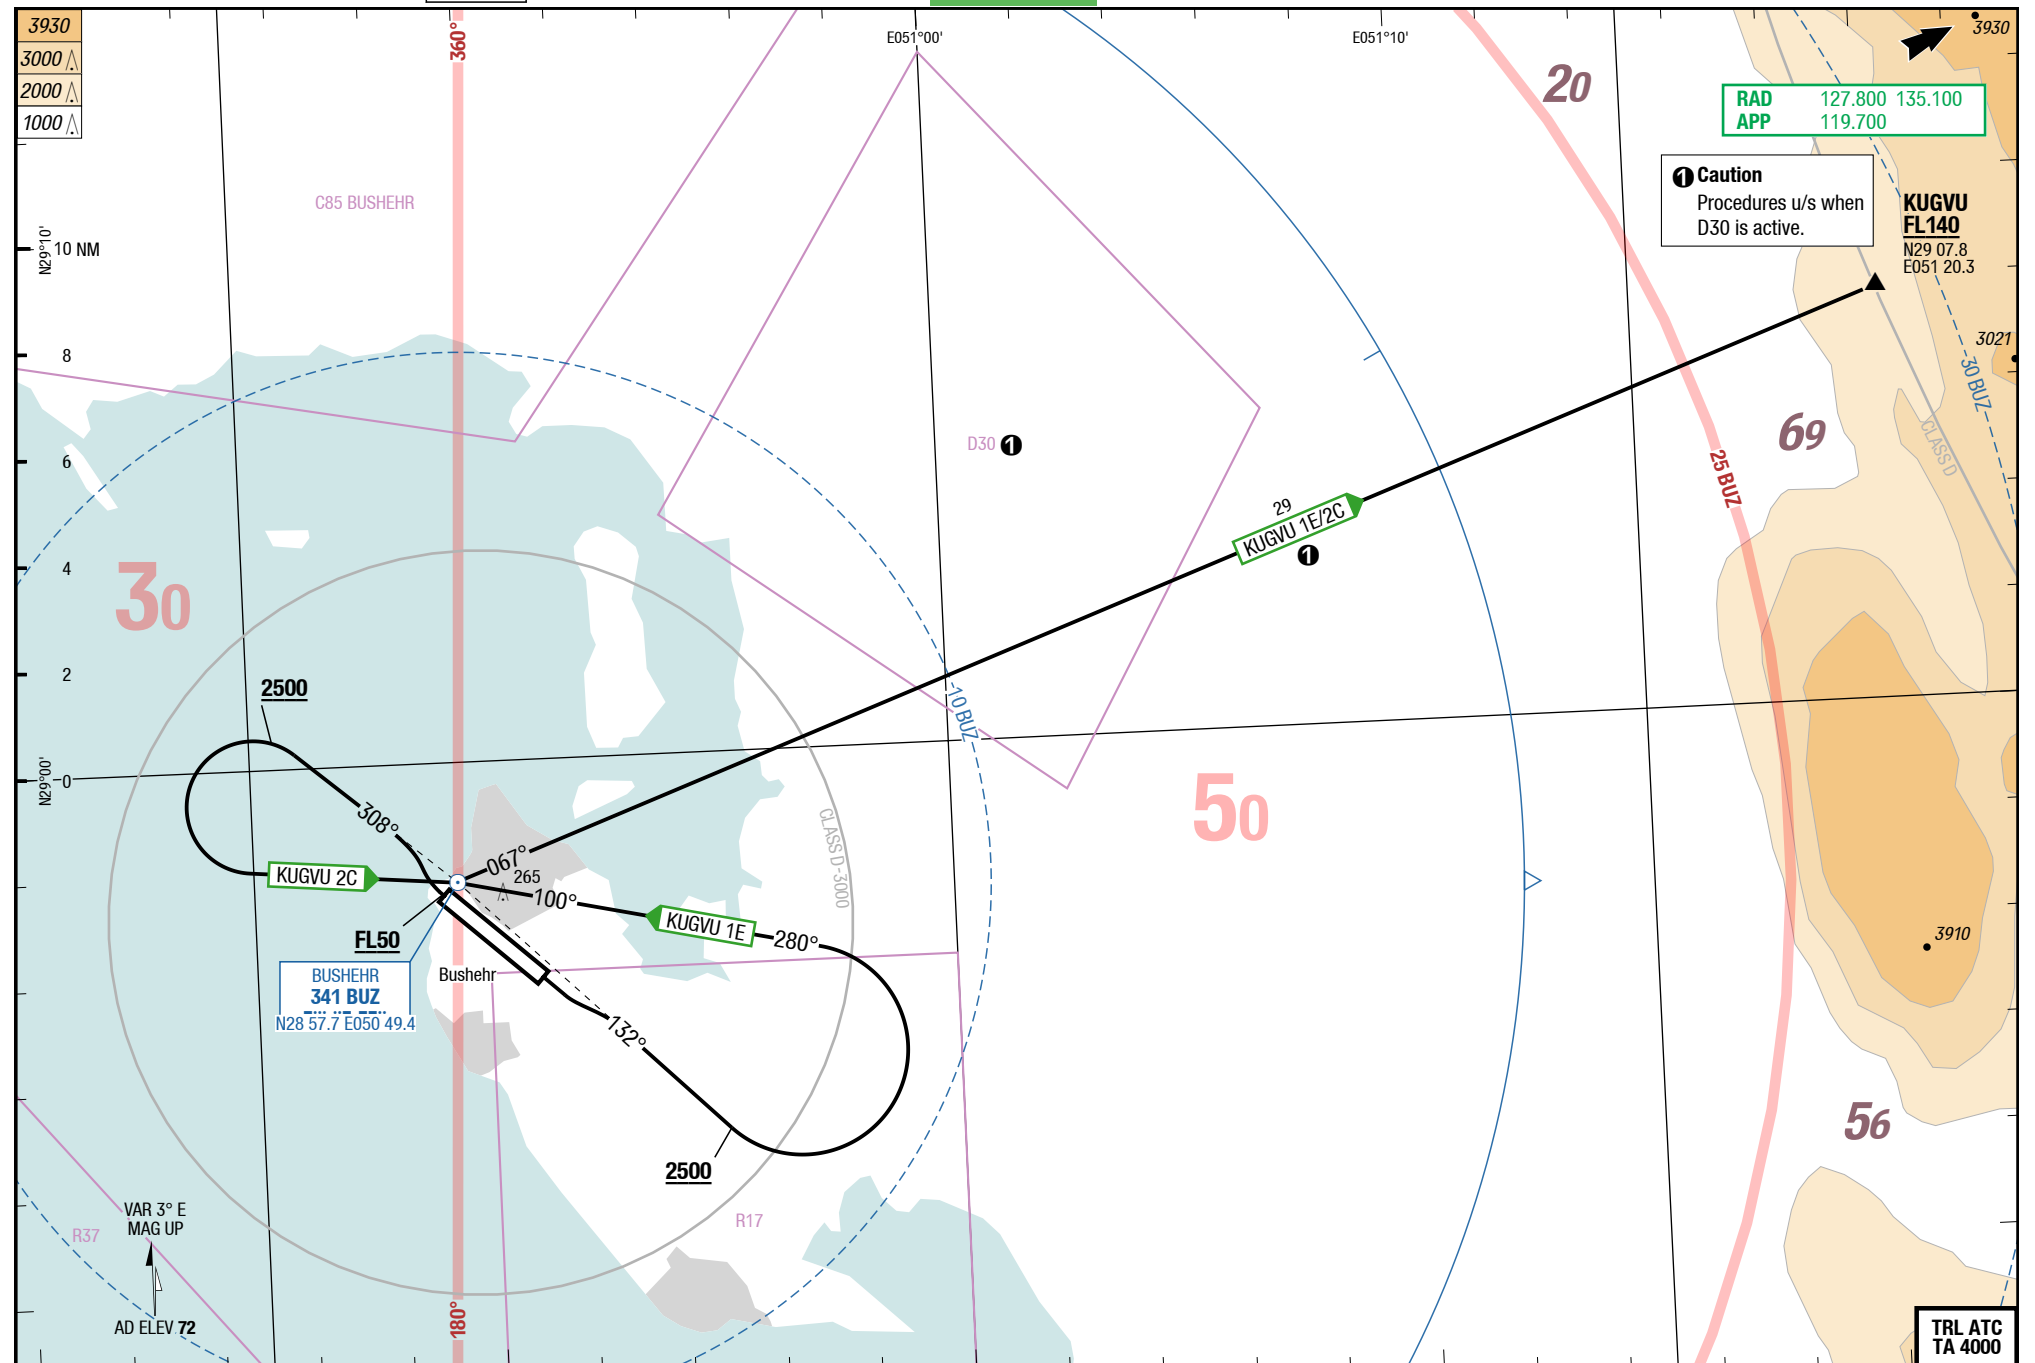 3930
3000
2000
1000
360°
E051°00'
E051°10'
3930
20
RAD 127.800 135.100
APP 119.700
1 Caution
Procedures u/s when
D30 is active.
KUGVU
FL140
N29 07.8
E051 20.3
C85 BUSHEHR
N29°10'
10 NM
8
6
4
2
0
N29°00'
3021
30 BUZ
CLASS D
69
25 BUZ
D30 1
29
KUGVU 1E/2C
1
30
2500
10 BUZ
50
308°
067°
265
100°
KUGVU 2C
KUGVU 1E
280°
CLASS D-3000
FL50
BUSHEHR
341 BUZ
N28 57.7 E050 49.4
Bushehr
132°
3910
56
2500
R17
R37
VAR 3° E
MAG UP
AD ELEV 72
180°
TRL ATC
TA 4000